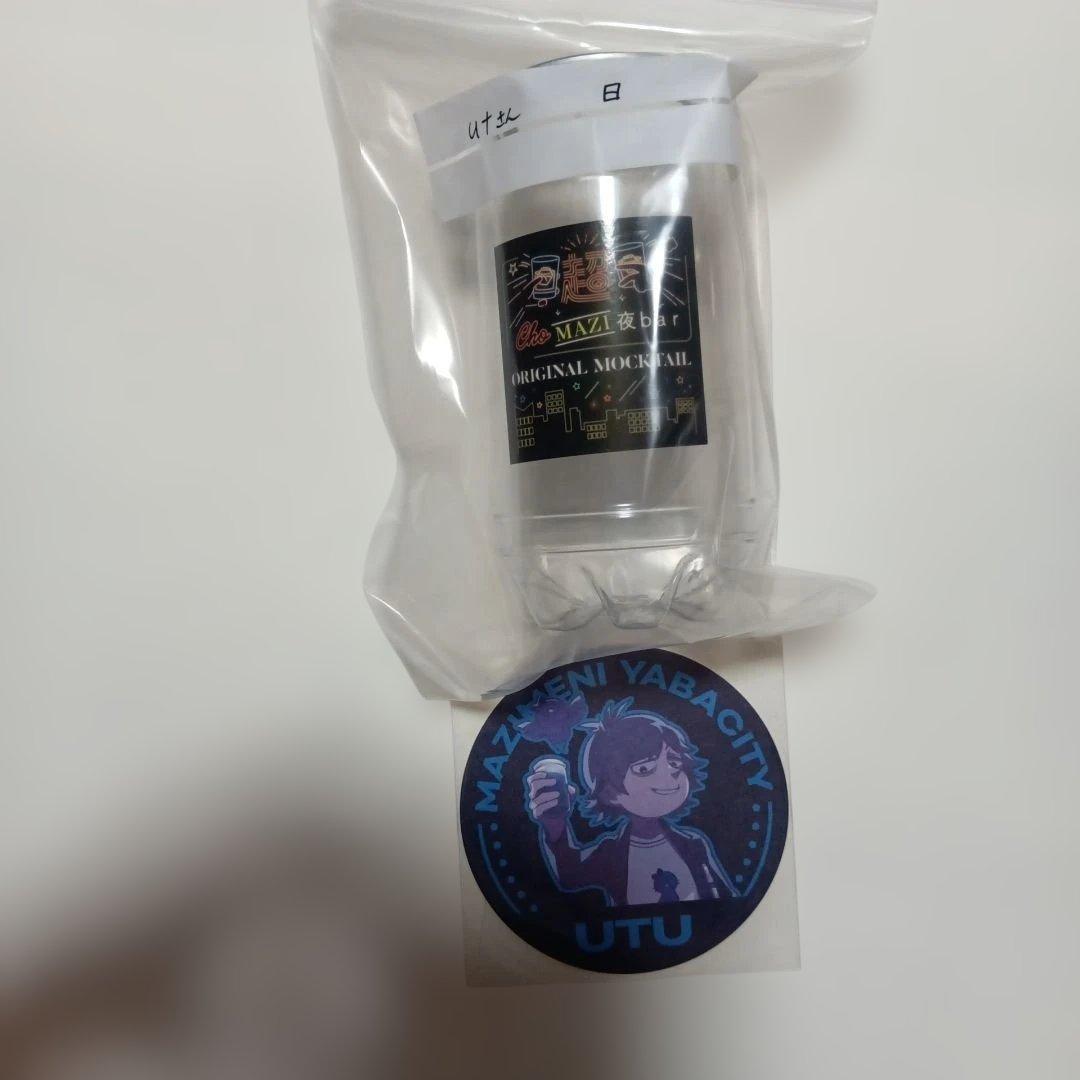 utさん 日
超
Cho MAZI 夜bar
ORIGINAL MOCKTAIL
MAZIMENI YABACITY
UTU